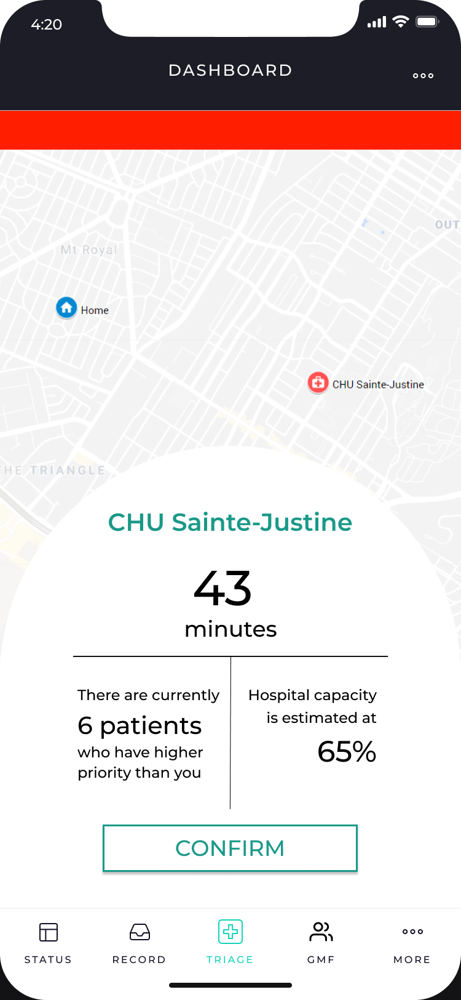 4:20
DASHBOARD
OUT
Mt Royal
Home
CHU Sainte-Justine
HE TRIANGLE
CHU Sainte-Justine
43
minutes
There are currently
6 patients
who have higher
priority than you
Hospital capacity
is estimated at
65%
CONFIRM
STATUS
RECORD
TRIAGE
GMF
MORE